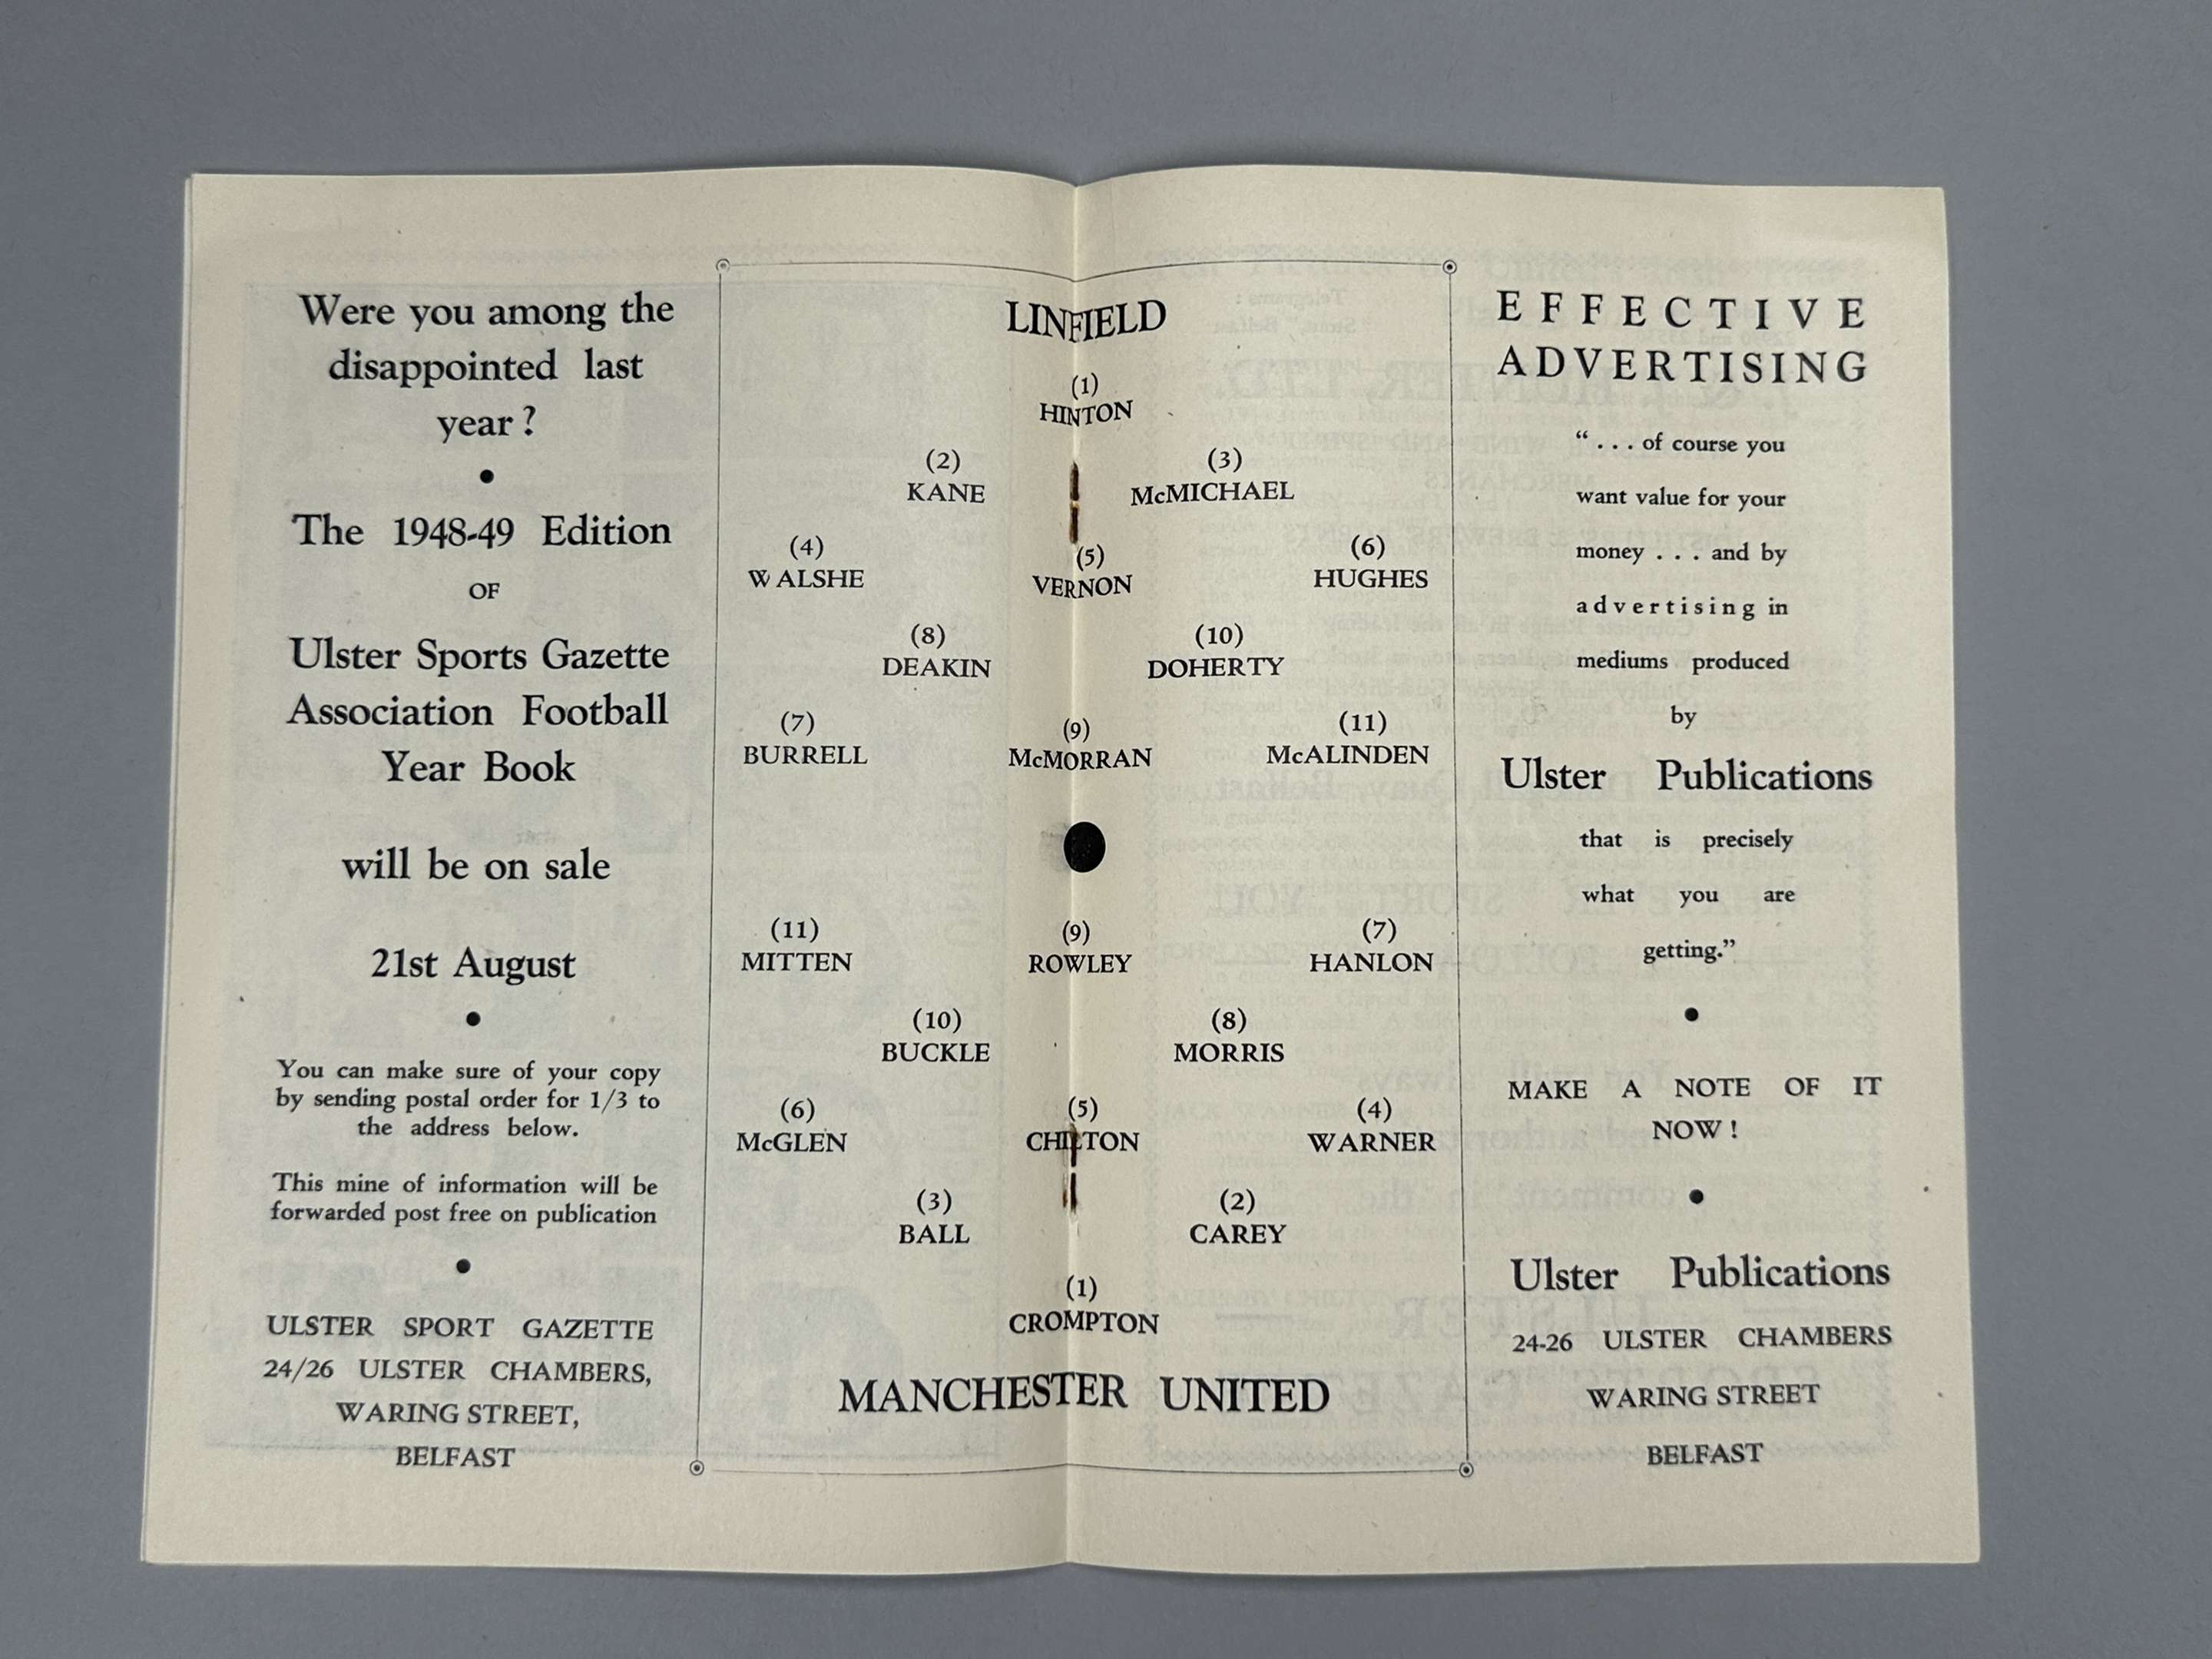 Were you among the
disappointed last
year?
The 1948-49 Edition
OF
Ulster Sports Gazette
Association Football
Year Book
will be on sale
21st August
You can make sure of your copy
by sending postal order for 1/3 to
the address below.
This mine of information will be
forwarded post free on publication
ULSTER SPORT GAZETTE
24/26 ULSTER CHAMBERS,
WARING STREET,
BELFAST
LINFIELD
(1)
HINTON
(2) (3)
KANE McMICHAEL
(4) (5) (6)
WALSHE VERNON HUGHES
(8) (10)
DEAKIN DOHERTY
(7) (9) (11)
BURRELL McMORRAN McALINDEN
(11) (9) (7)
MITTEN ROWLEY HANLON
(10) (8)
BUCKLE MORRIS
(6) (5) (4)
McGLEN CHILTON WARNER
(3) (2)
BALL CAREY
(1)
CROMPTON
MANCHESTER UNITED
EFFECTIVE
ADVERTISING
“ . . . of course you
want value for your
money . . . and by
advertising in
mediums produced
by
Ulster Publications
that is precisely
what you are
getting.”
MAKE A NOTE OF IT
NOW!
Ulster Publications
24-26 ULSTER CHAMBERS
WARING STREET
BELFAST